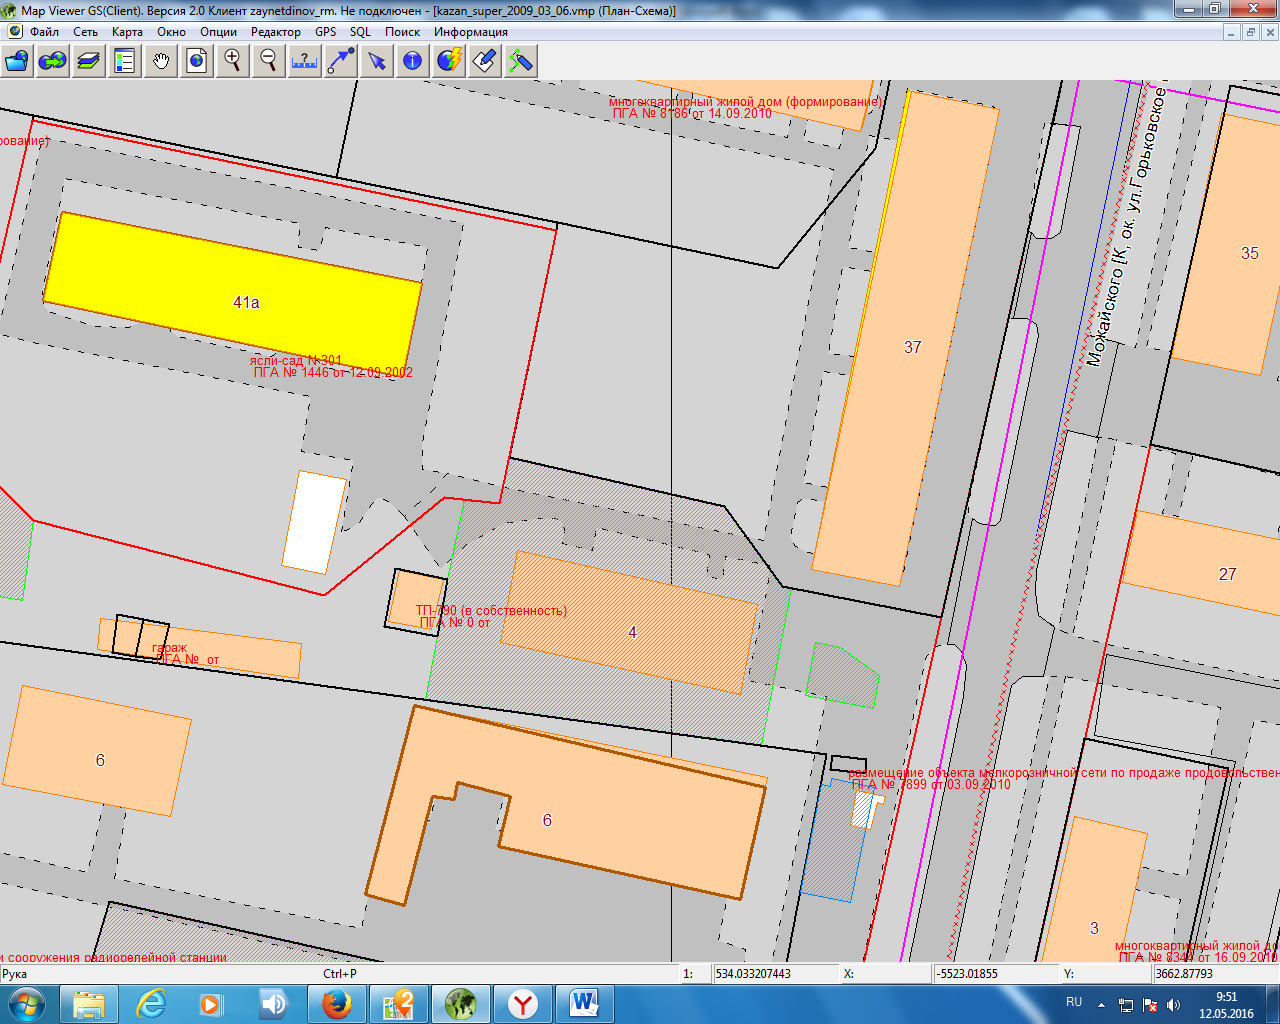 Map Viewer GS(Client). Версия 2.0 Клиент zaynetdinov_rm. Не подключен - [kazan_super_2009_03_06.vmp (План-Схема)]
Файл Сеть Карта Окно Опции Редактор GPS SQL Поиск Информация
многоквартирный жилой дом (формирование)
ПГА № 8186 от 14.09.2010
рование)
Можайского [К, ок. ул.Горьковское
35
41а
37
ясли-сад N 301
ПГА № 1446 от 12.09.2002
27
ТП-790 (в собственность)
ПГА № 0 от
4
гараж
ПГА № от
6
размещение объекта мелкорозничной сети по продаже продовольствен
ПГА № 7899 от 03.09.2010
6
3
многоквартирный жилой до
ПГА № 8344 от 16.09.2010
и сооружения радиорелейной станции
Рука Ctrl+P 1: 534.033207443 X: -5523.01855 Y: 3662.87793
RU 9:51
12.05.2016